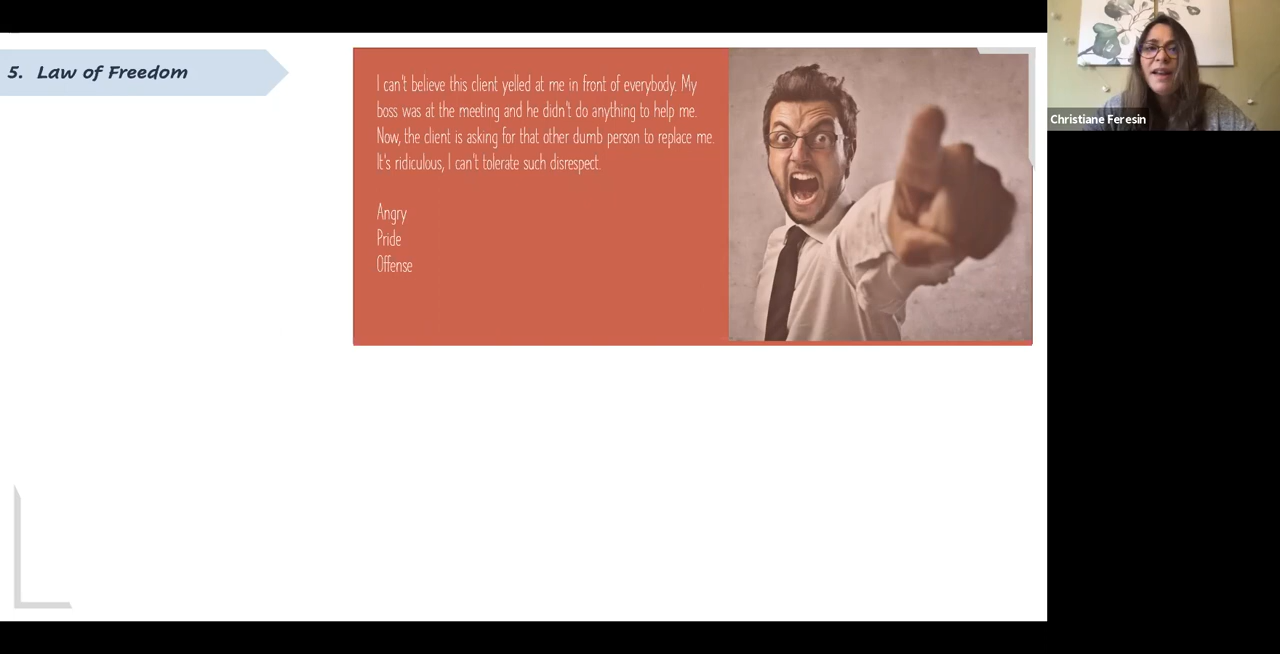 5. Law of Freedom
I can't believe this client yelled at me in front of everybody. My
boss was at the meeting and he didn't do anything to help me.
Now, the client is asking for that other dumb person to replace me.
It's ridiculous, I can't tolerate such disrespect.
Angry
Pride
Offense
Christiane Feresin